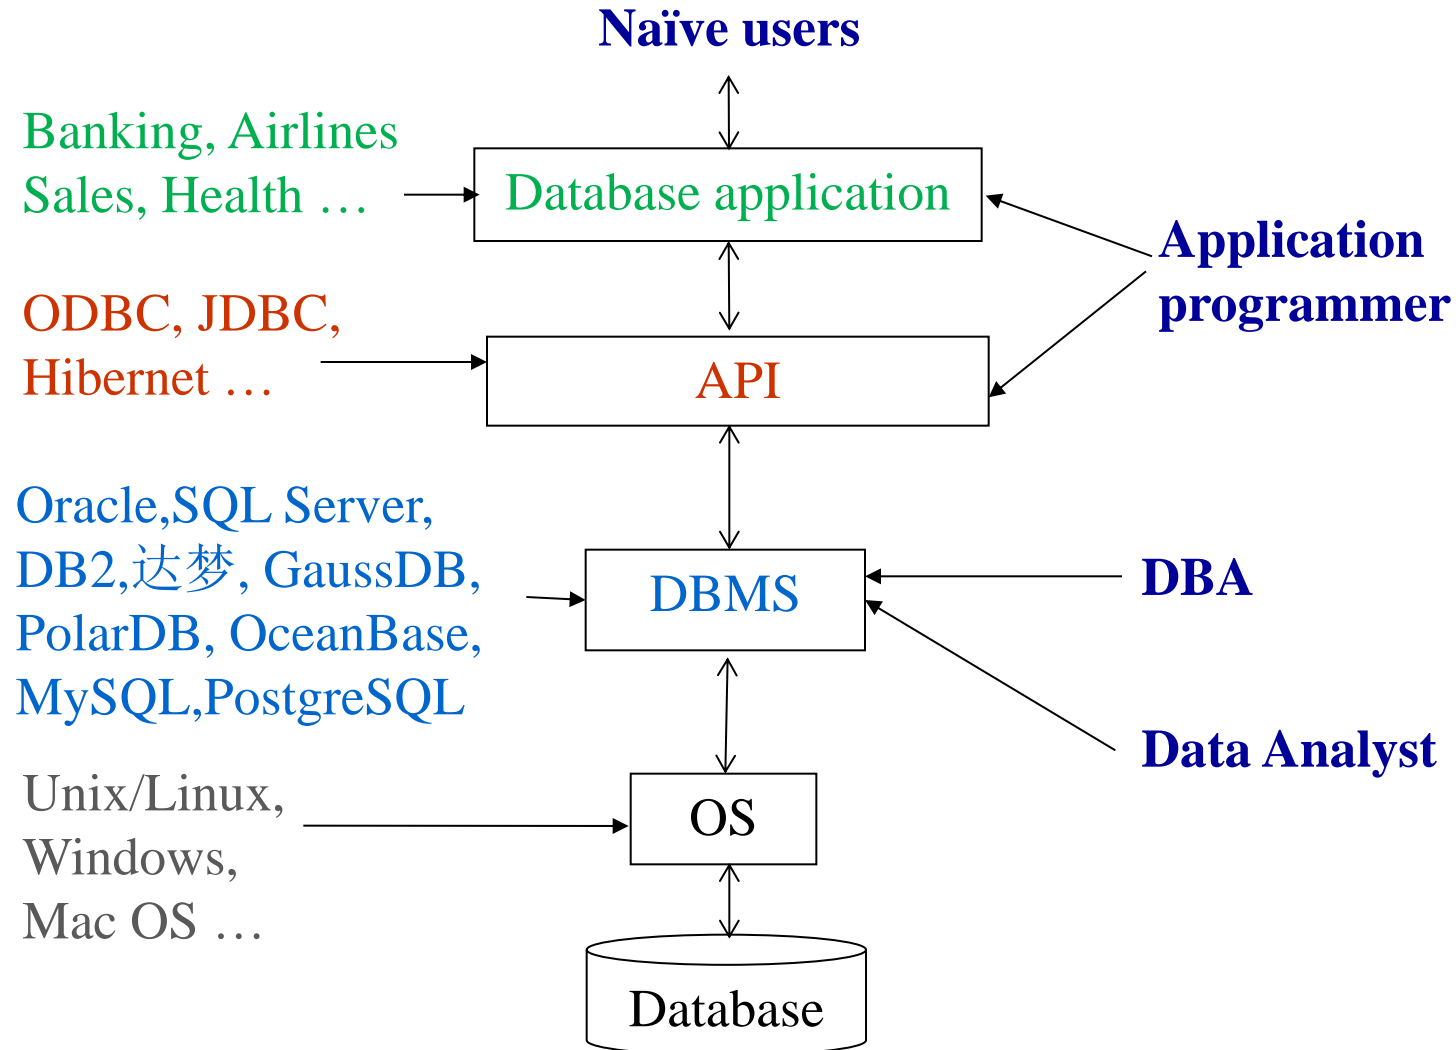 Naïve users
Banking, Airlines
Sales, Health …
Database application
Application
programmer
ODBC, JDBC,
Hibernet …
API
Oracle,SQL Server,
DB2,达梦, GaussDB,
PolarDB, OceanBase,
MySQL,PostgreSQL
DBMS
DBA
Data Analyst
Unix/Linux,
Windows,
Mac OS …
OS
Database